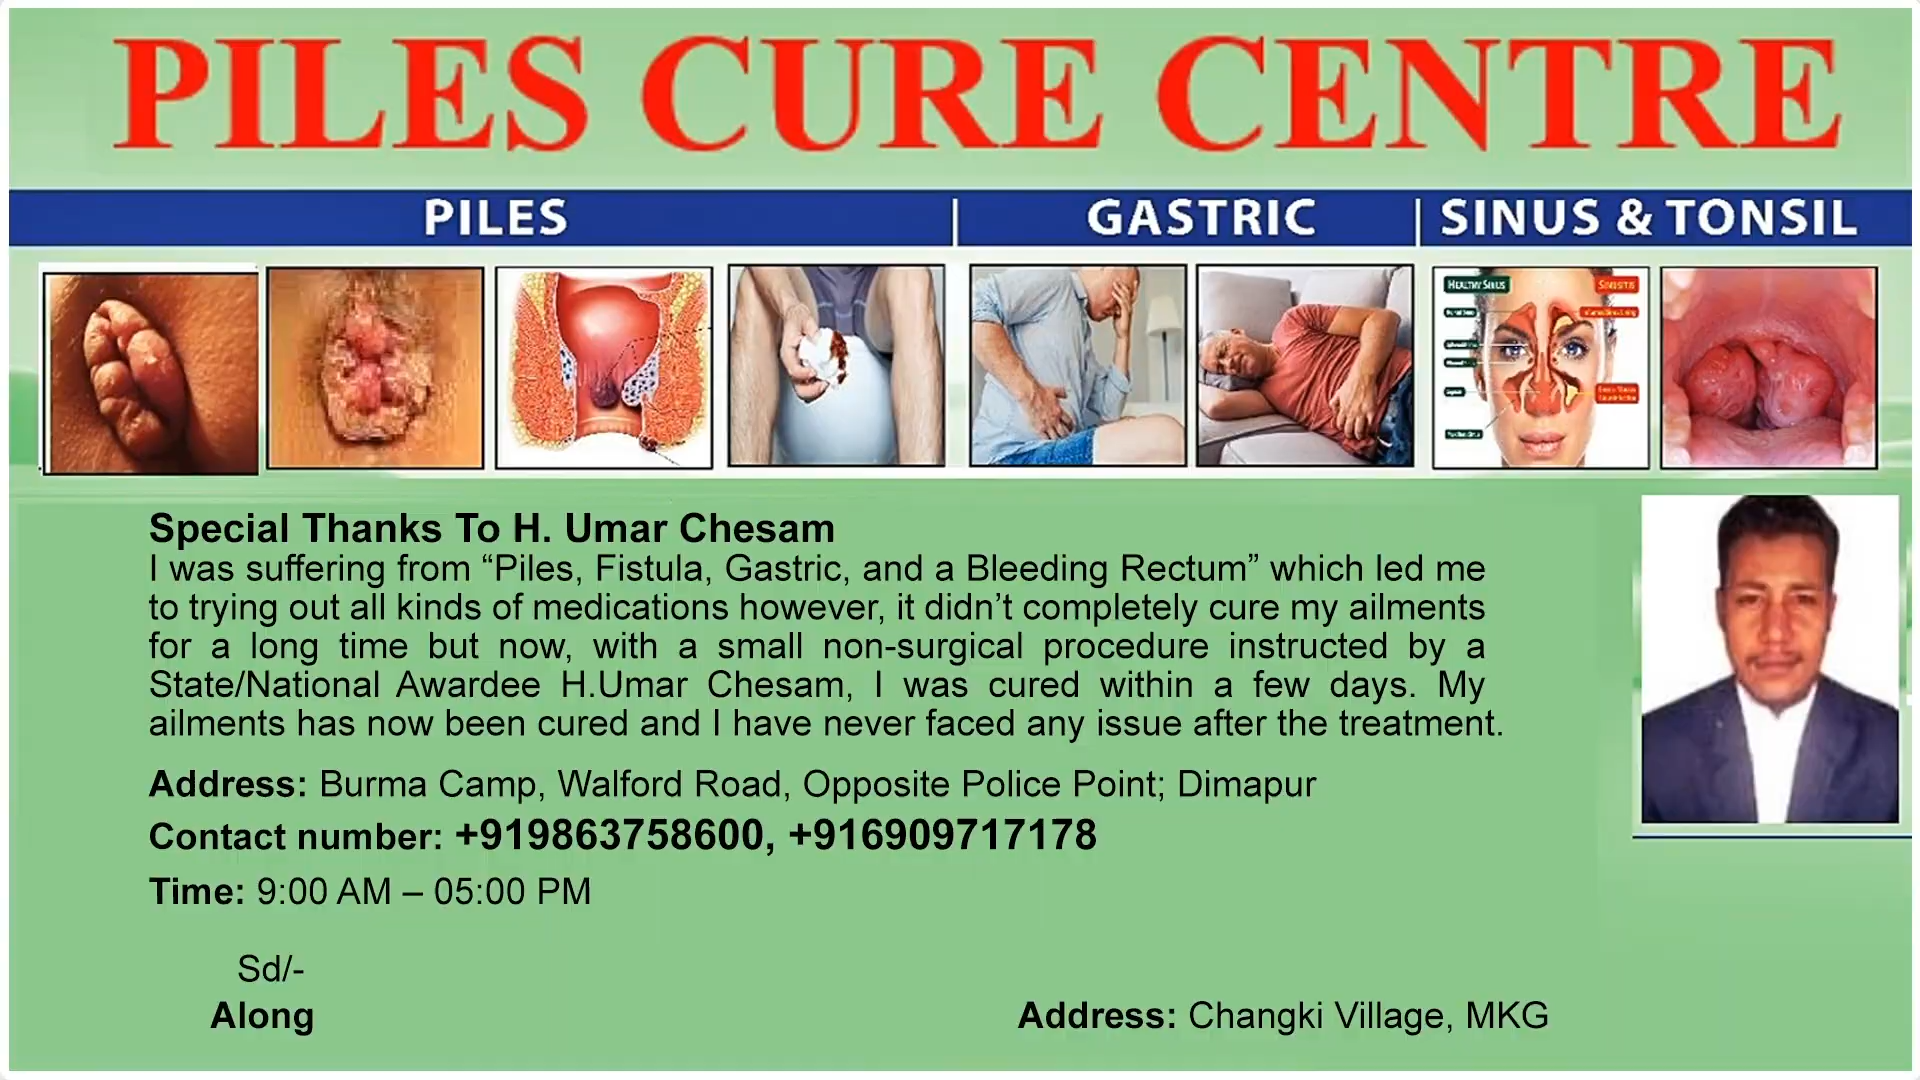 PILES CURE CENTRE
PILES | GASTRIC | SINUS & TONSIL
HEALTHY SINUS SINUSITIS
Special Thanks To H. Umar Chesam
I was suffering from “Piles, Fistula, Gastric, and a Bleeding Rectum” which led me
to trying out all kinds of medications however, it didn’t completely cure my ailments
for a long time but now, with a small non-surgical procedure instructed by a
State/National Awardee H.Umar Chesam, I was cured within a few days. My
ailments has now been cured and I have never faced any issue after the treatment.
Address: Burma Camp, Walford Road, Opposite Police Point; Dimapur
Contact number: +919863758600, +916909717178
Time: 9:00 AM – 05:00 PM
Sd/-
Along
Address: Changki Village, MKG